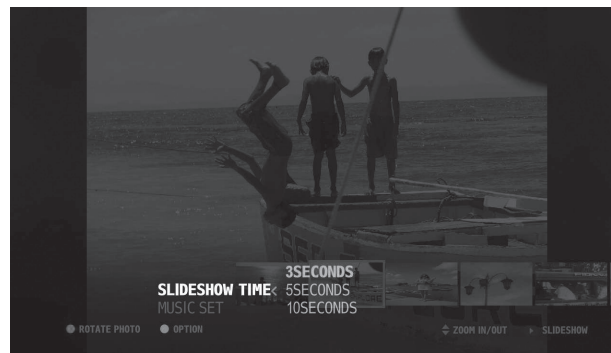 3SECONDS
SLIDESHOW TIME< 5SECONDS
MUSIC SET 10SECONDS
ROTATE PHOTO OPTION ZOOM IN/OUT SLIDESHOW